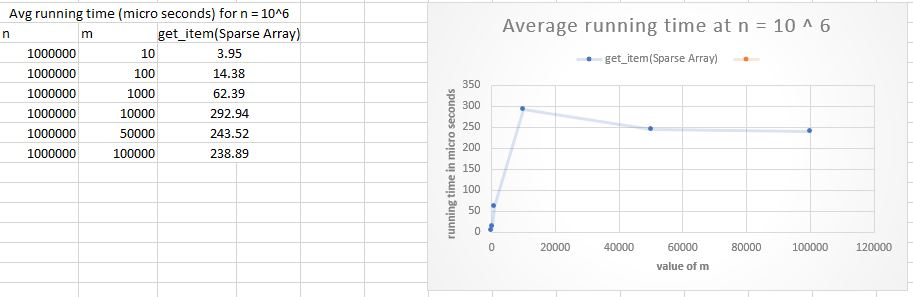 Avg running time (micro seconds) for n = 10^6
n m get_item(Sparse Array)
1000000 10 3.95
1000000 100 14.38
1000000 1000 62.39
1000000 10000 292.94
1000000 50000 243.52
1000000 100000 238.89
Average running time at n = 10 ^ 6
get_item(Sparse Array)
running time in micro seconds
350
300
250
200
150
100
50
0
0 20000 40000 60000 80000 100000 120000
value of m